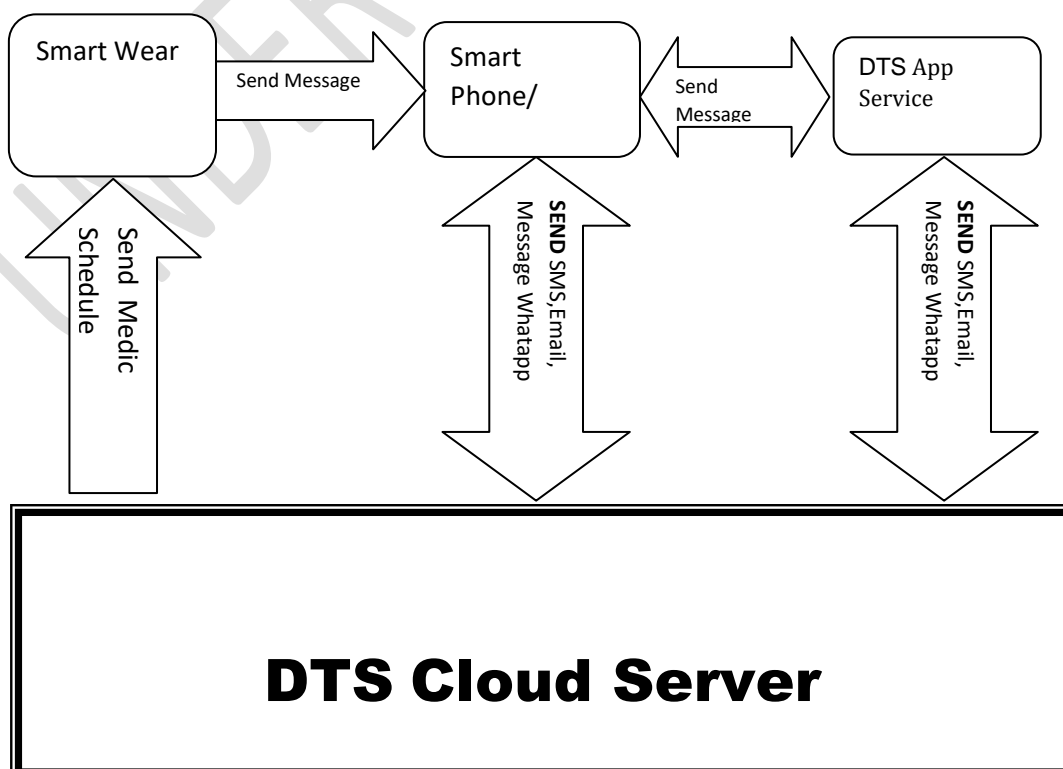 Smart Wear
Send Message
Smart
Phone/
Send
Message
DTS App
Service
Send Medic
Schedule
SEND SMS,Email,
Message Whatapp
SEND SMS,Email,
Message Whatapp
DTS Cloud Server